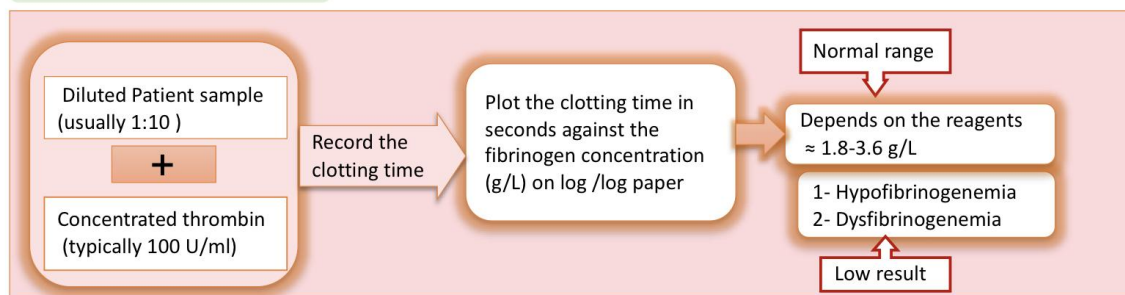 Diluted Patient sample
(usually 1:10 )
+
Concentrated thrombin
(typically 100 U/ml)
Record the
clotting time
Plot the clotting time in
seconds against the
fibrinogen concentration
(g/L) on log /log paper
Normal range
Depends on the reagents
≈ 1.8-3.6 g/L
1- Hypofibrinogenemia
2- Dysfibrinogenemia
Low result